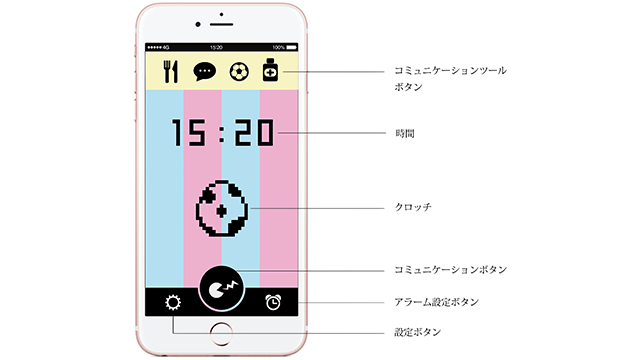 4G 15:20 100%
コミュニケーションツール
ボタン
15:20
時間
クロッチ
コミュニケーションボタン
アラーム設定ボタン
設定ボタン